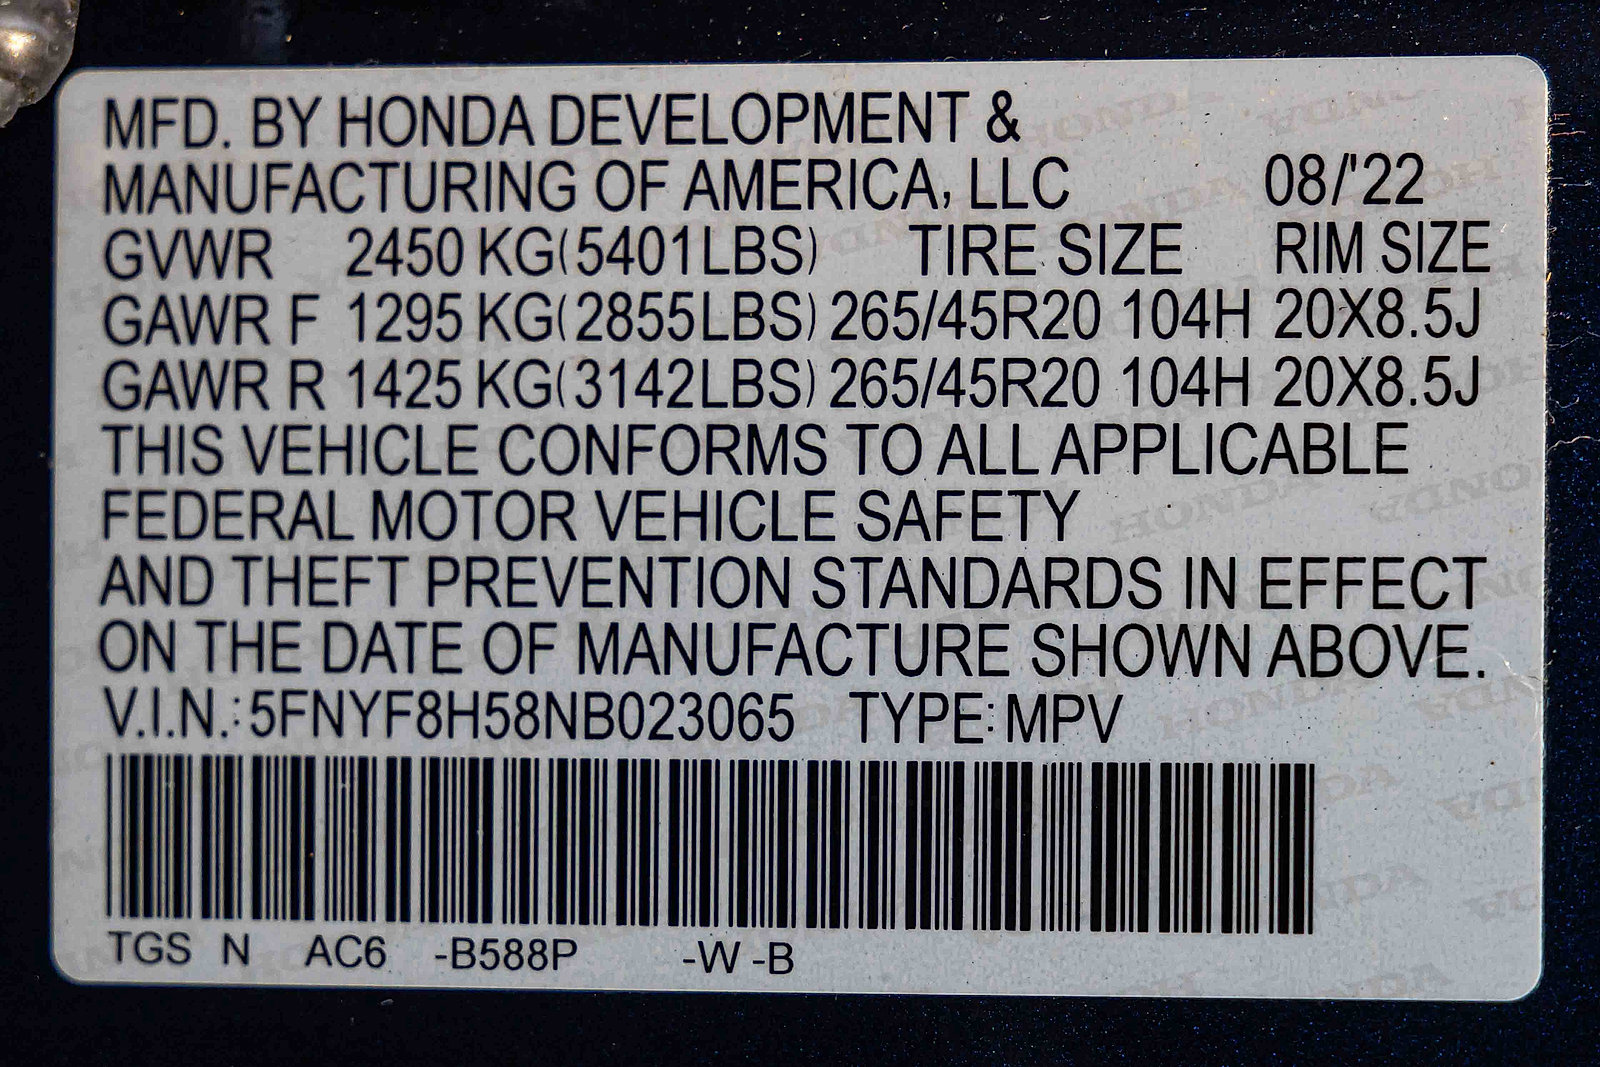 MFD. BY HONDA DEVELOPMENT &
MANUFACTURING OF AMERICA, LLC 08/'22
GVWR 2450 KG(5401LBS) TIRE SIZE RIM SIZE
GAWR F 1295 KG(2855LBS) 265/45R20 104H 20X8.5J
GAWR R 1425 KG(3142LBS) 265/45R20 104H 20X8.5J
THIS VEHICLE CONFORMS TO ALL APPLICABLE
FEDERAL MOTOR VEHICLE SAFETY
AND THEFT PREVENTION STANDARDS IN EFFECT
ON THE DATE OF MANUFACTURE SHOWN ABOVE.
V.I.N.:5FNYF8H58NB023065 TYPE:MPV
TGS N AC6 -B588P -W -B